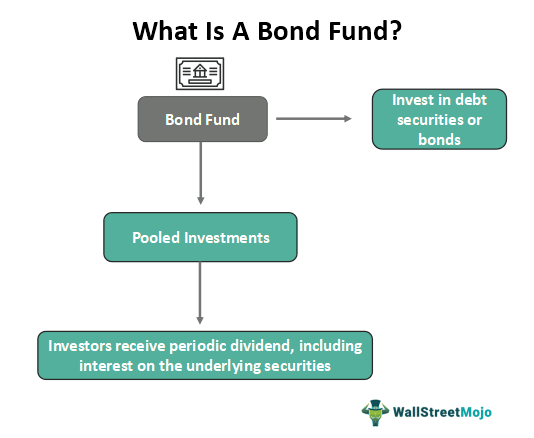 What Is A Bond Fund?
Bond Fund
Invest in debt
securities or
bonds
Pooled Investments
Investors receive periodic dividend, including
interest on the underlying securities
WallStreetMojo